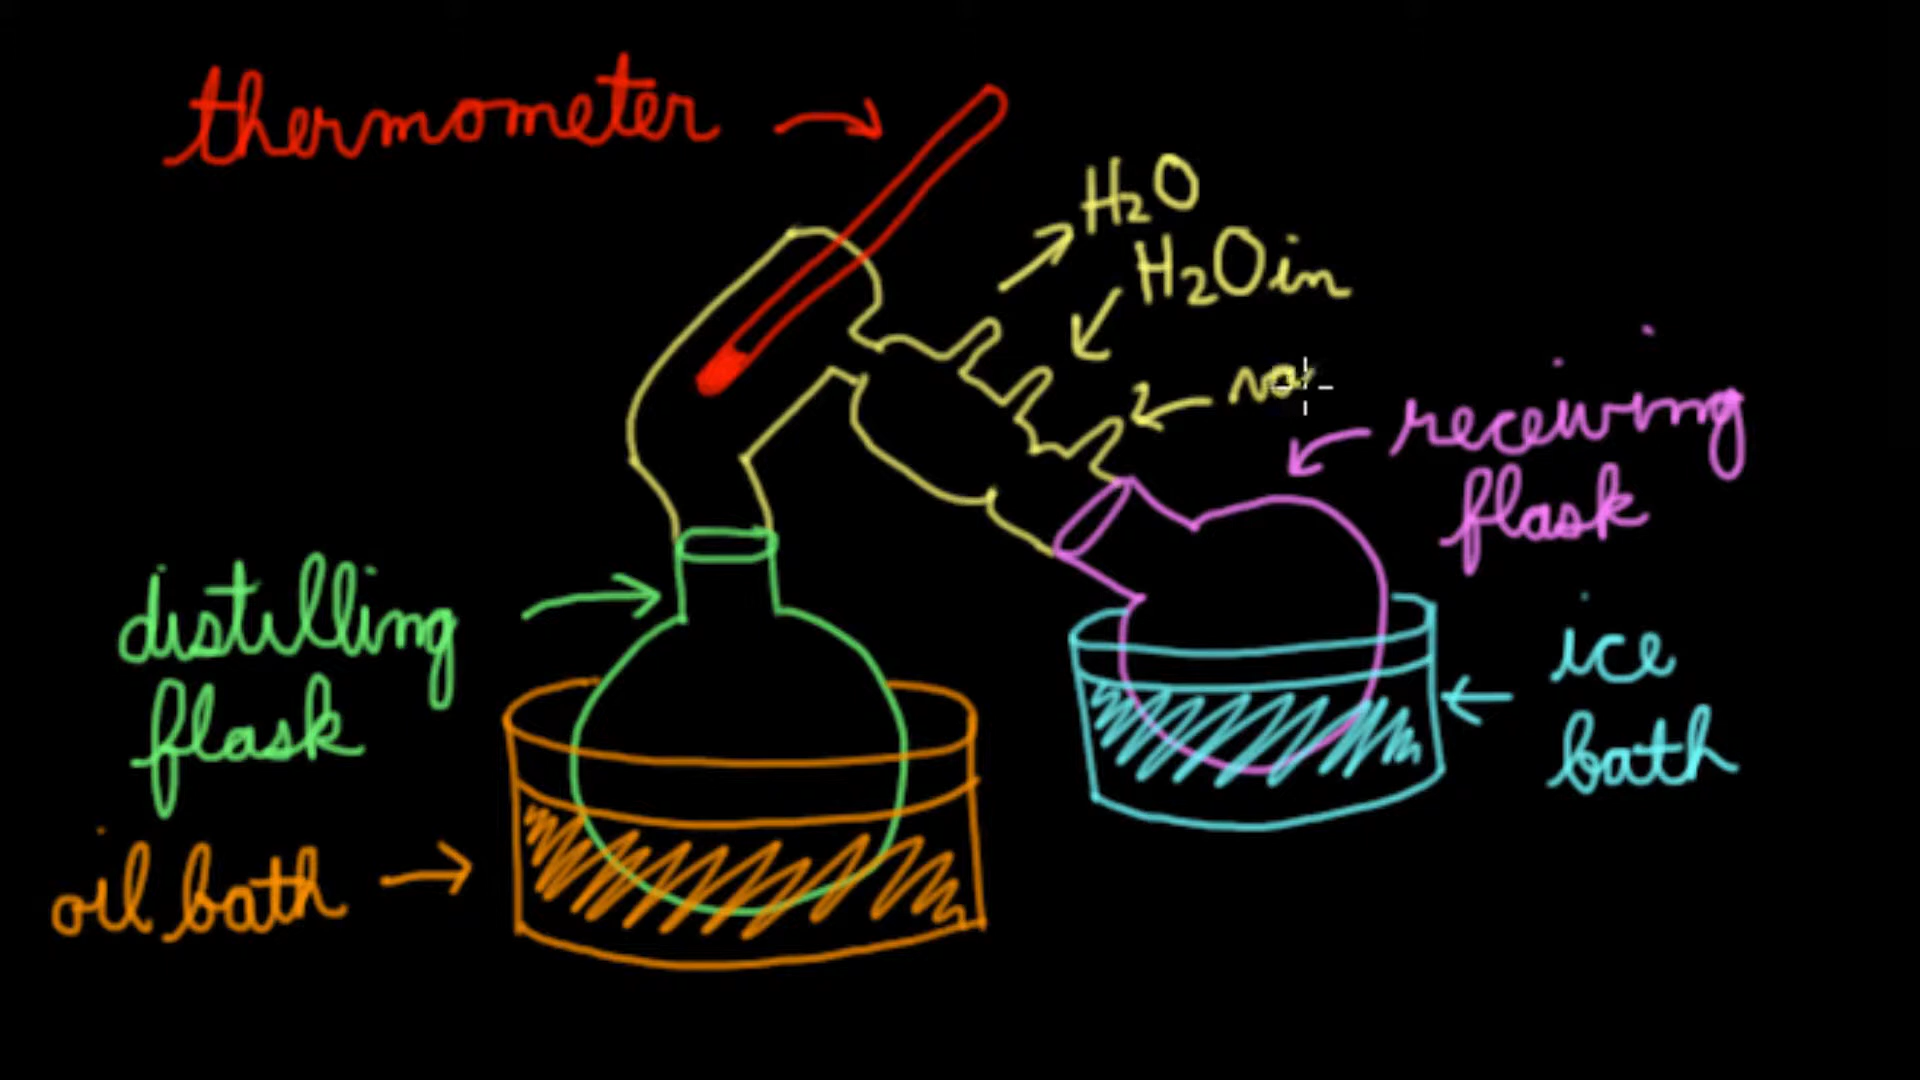 thermometer
H2O
H2O in
receiving
flask
distilling
flask
ice
bath
oil bath